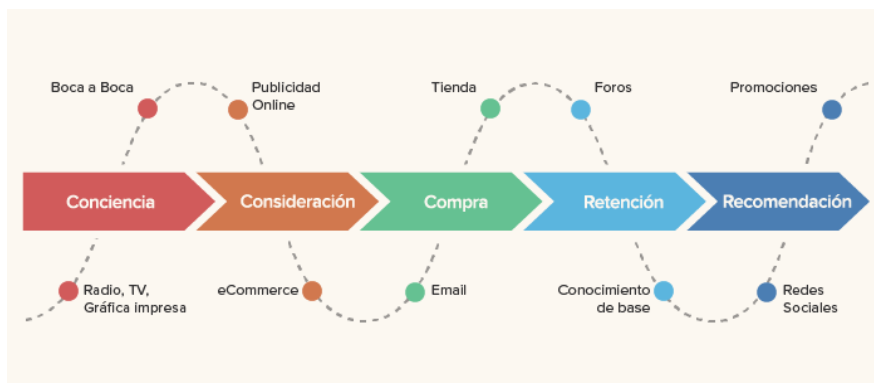 Boca a Boca
Publicidad
Online
Tienda
Foros
Promociones
Conciencia
Consideración
Compra
Retención
Recomendación
Radio, TV,
Gráfica impresa
eCommerce
Email
Conocimiento
de base
Redes
Sociales